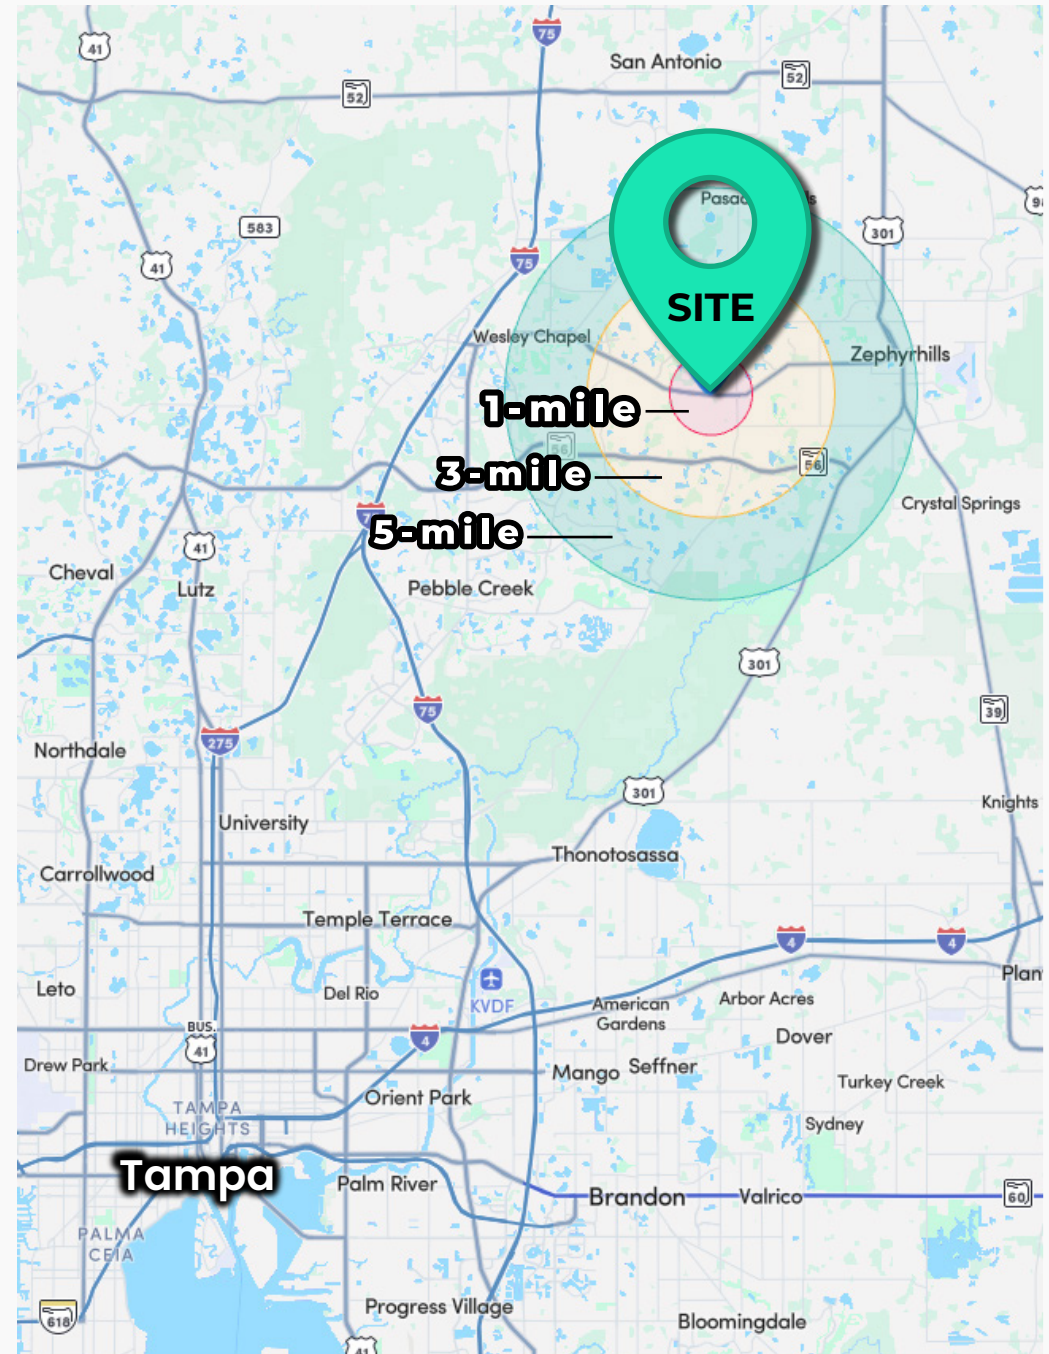 75
41
San Antonio
52
52
98
583
301
41
75
SITE
Wesley Chapel
Zephyrhills
1-mile
56
3-mile
56
Crystal Springs
5-mile
41
Cheval
Lutz
Pebble Creek
301
75
39
275
Northdale
301
Knights
University
Thonotosassa
Carrollwood
Temple Terrace
4
4
Plan
Leto
KVDF
Del Rio
American
Gardens
Arbor Acres
BUS.
41
4
Dover
Drew Park
Mango
Seffner
Turkey Creek
Orient Park
TAMPA
HEIGHTS
Sydney
Tampa
Palm River
Brandon
Valrico
60
PALMA
CEIA
618
Progress Village
Bloomingdale
41